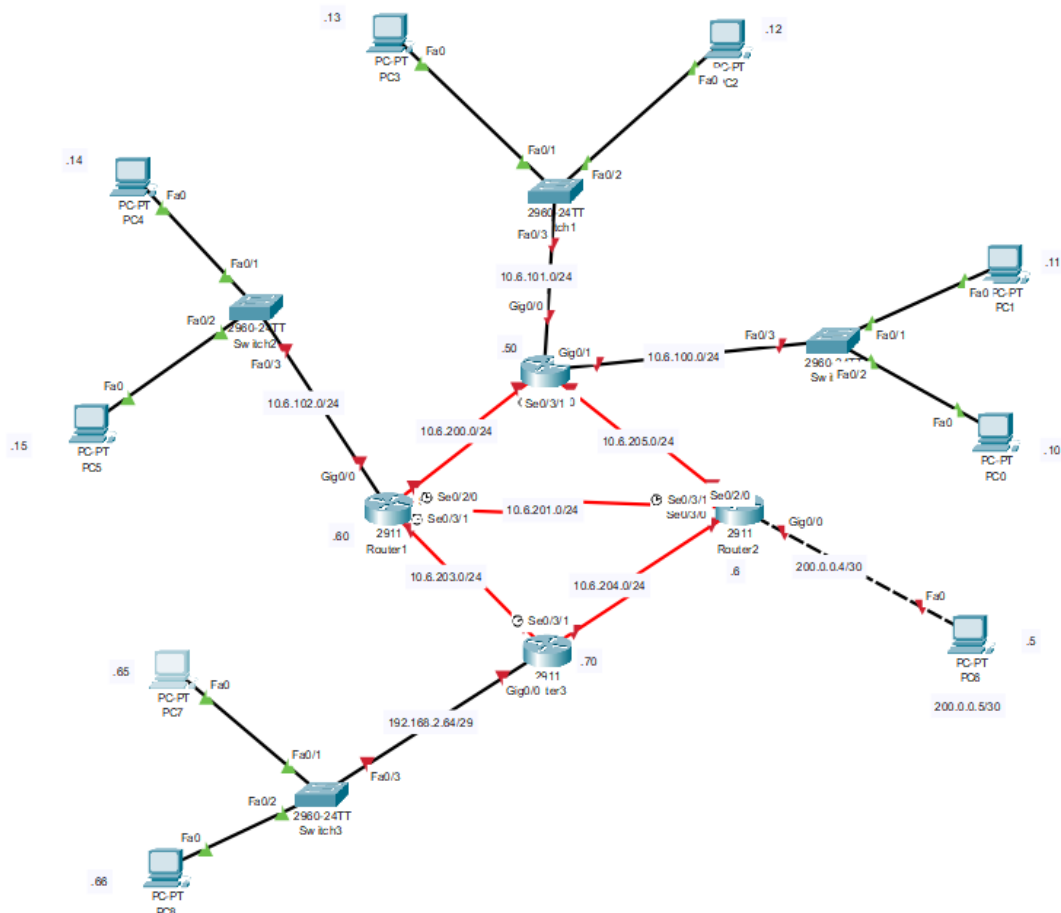 .13
Fa0
PC-PT
PC3
.12
Fa0
PC2
Fa0/1
Fa0/2
2960-24TT
Fa0/3
10.6.101.0/24
Gig0/0
.14
Fa0
PC-PT
PC4
Fa0/1
Fa0/2
2960-24TT
Switch2
Fa0/3
10.6.102.0/24
Gig0/0
.15
Fa0
PC-PT
PC5
.11
Fa0
PC-PT
PC1
Fa0/3
Fa0/1
Fa0/2
.10
Fa0
PC-PT
PC0
10.6.100.0/24
.50
Gig0/1
Se0/3/1
10.6.200.0/24
10.6.205.0/24
Se0/2/0
Se0/3/1
2911
Router1
.60
10.6.201.0/24
Se0/3/1
Se0/2/0
Se0/3/0
2911
Router2
.6
Gig0/0
200.0.0.4/30
Fa0
.5
PC-PT
PC6
200.0.0.5/30
10.6.203.0/24
10.6.204.0/24
Se0/3/1
.70
2911
Gig0/0
192.168.2.64/29
.65
Fa0
PC-PT
PC7
Fa0/1
Fa0/2
Fa0/3
2960-24TT
Switch3
Fa0
.66
PC-PT